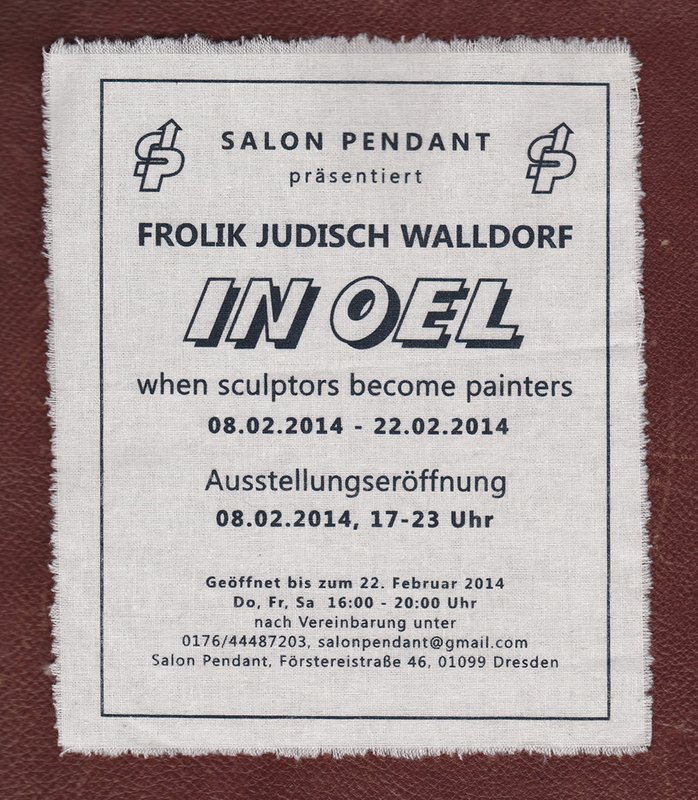 SALON PENDANT
präsentiert
FROLIK JUDISCH WALLDORF
IN OEL
when sculptors become painters
08.02.2014 - 22.02.2014
Ausstellungseröffnung
08.02.2014, 17-23 Uhr
Geöffnet bis zum 22. Februar 2014
Do, Fr, Sa 16:00 - 20:00 Uhr
nach Vereinbarung unter
0176/44487203, salonpendant@gmail.com
Salon Pendant, Förstereistraße 46, 01099 Dresden